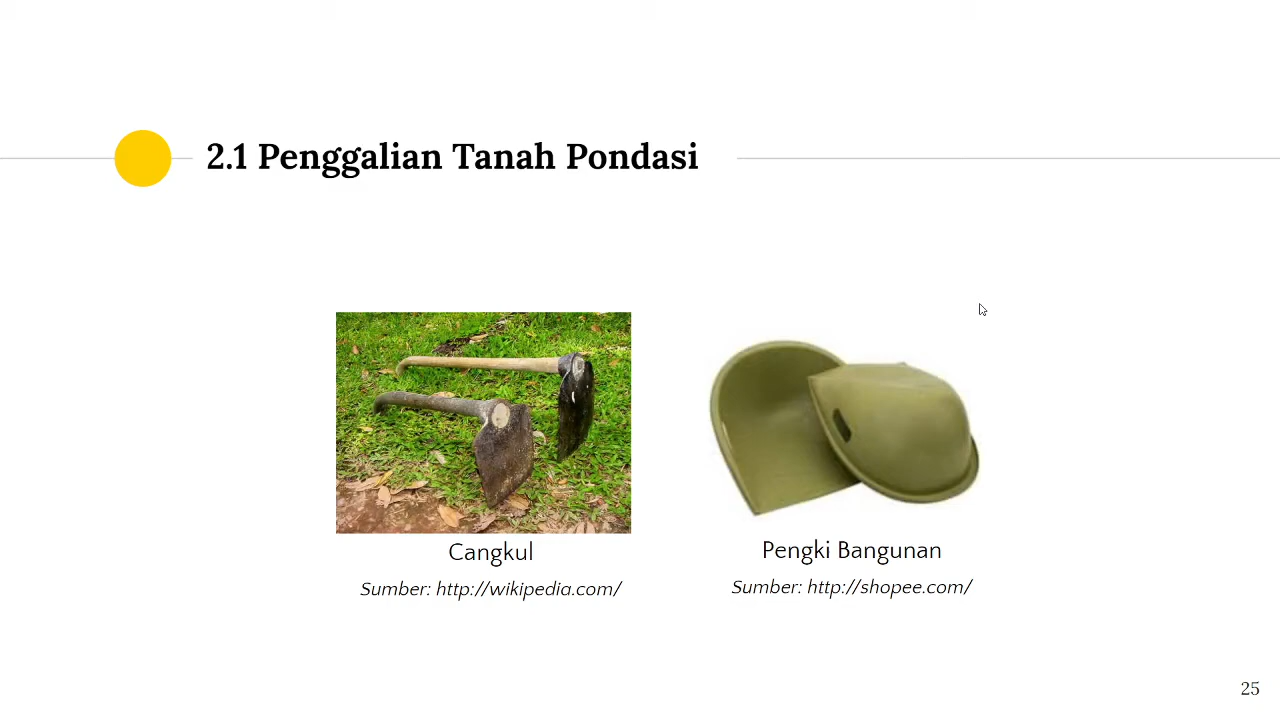 2.1 Penggalian Tanah Pondasi
Cangkul
Sumber: http://wikipedia.com/
Pengki Bangunan
Sumber: http://shopee.com/
25